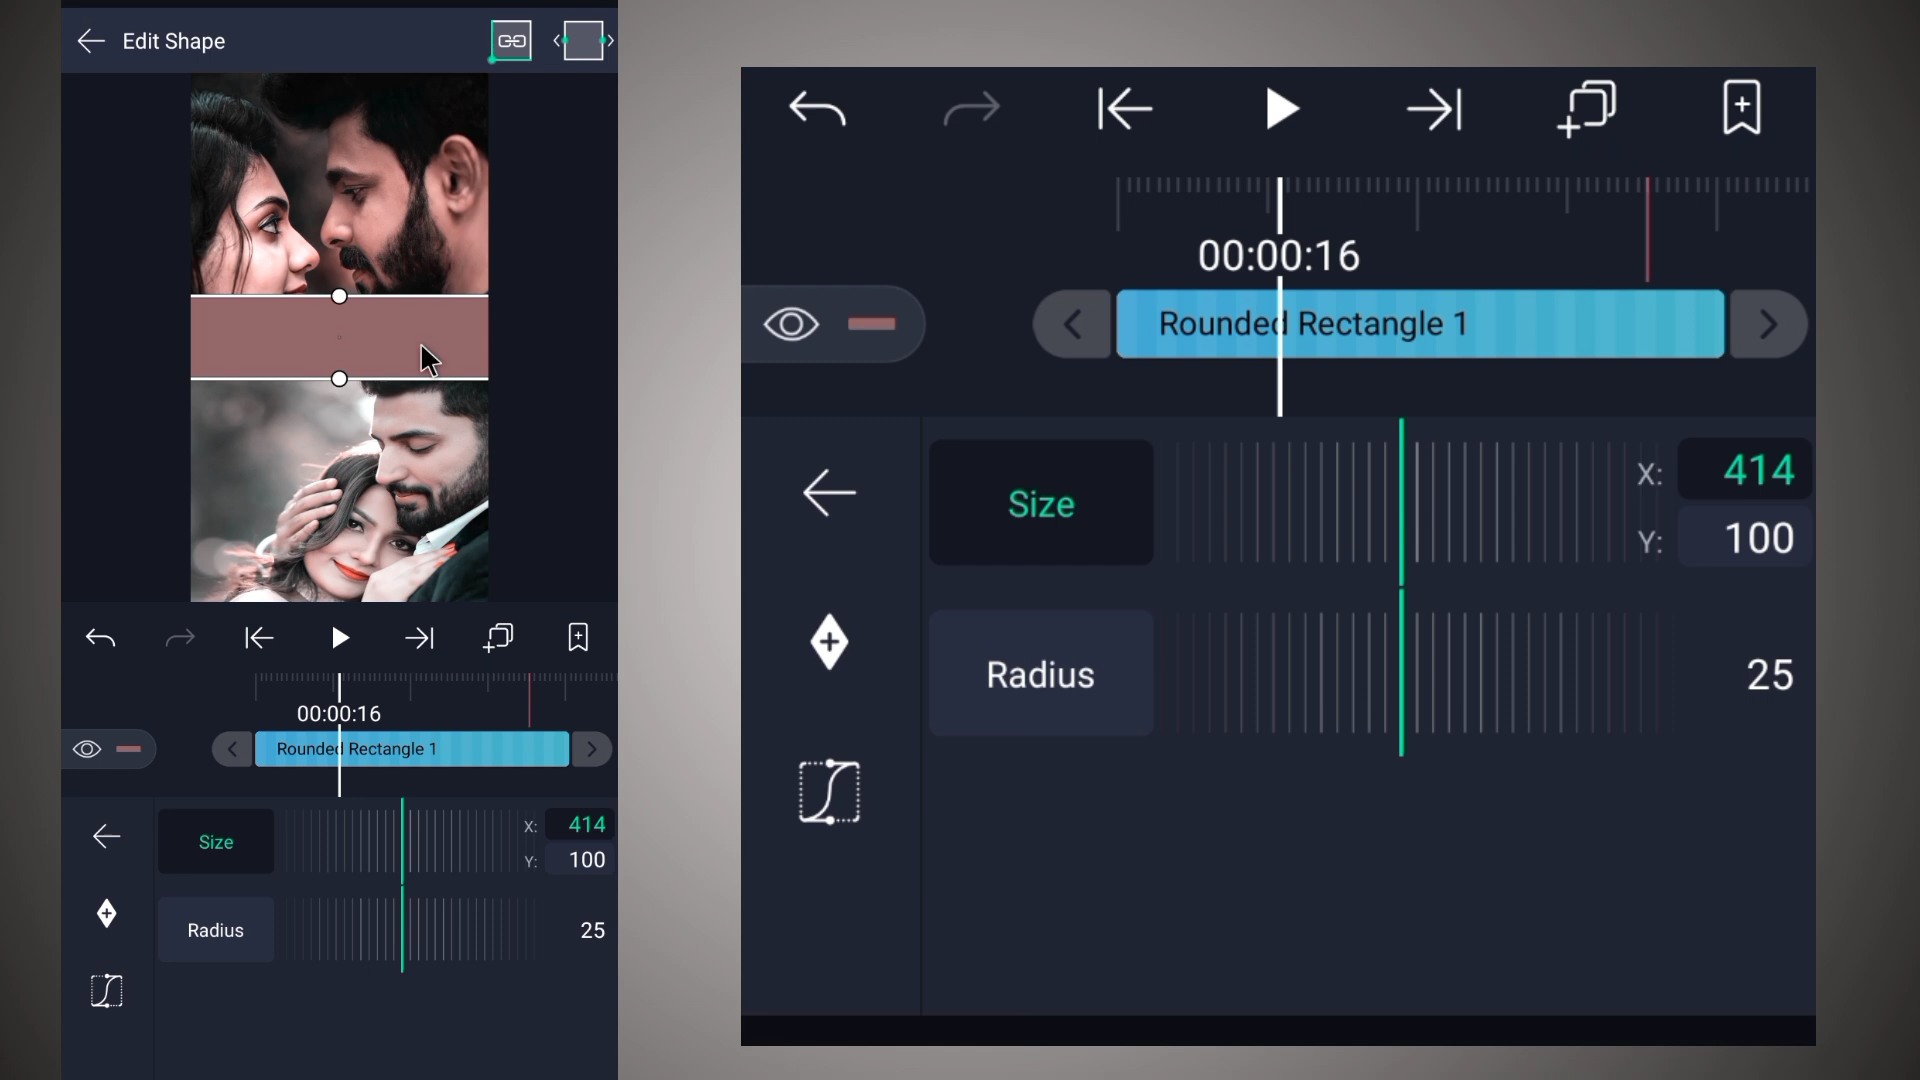 Edit Shape
00:00:16
Rounded Rectangle 1
Size
X: 414
Y: 100
Radius
25
00:00:16
Rounded Rectangle 1
Size
X: 414
Y: 100
Radius
25